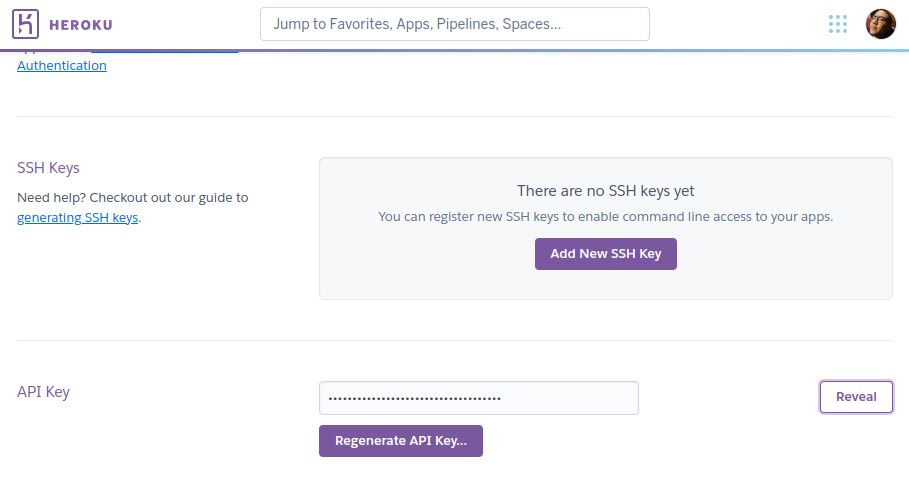 HEROKU
Jump to Favorites, Apps, Pipelines, Spaces...
Authentication
SSH Keys
Need help? Checkout out our guide to
generating SSH keys.
There are no SSH keys yet
You can register new SSH keys to enable command line access to your apps.
Add New SSH Key
API Key
••••••••••••••••••••••••••••••••••••
Reveal
Regenerate API Key...